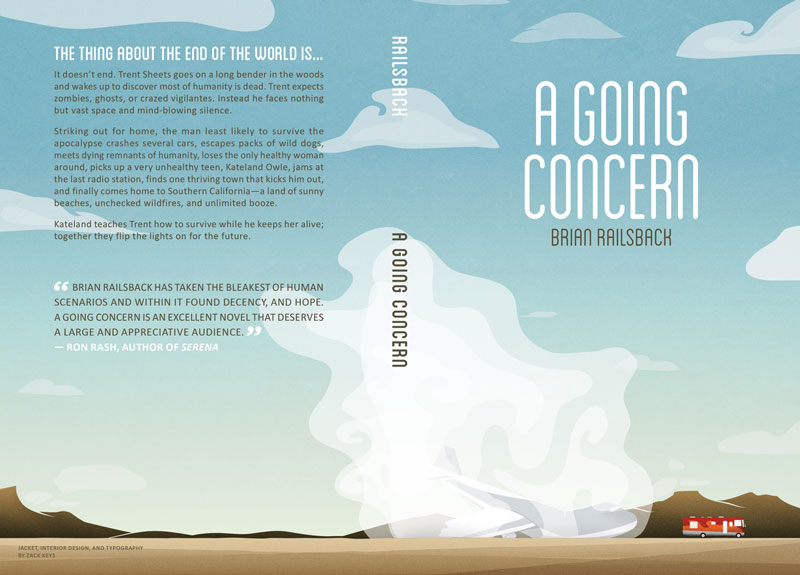 THE THING ABOUT THE END OF THE WORLD IS...
It doesn't end. Trent Sheets goes on a long bender in the woods
and wakes up to discover most of humanity is dead. Trent expects
zombies, ghosts, or crazed vigilantes. Instead he faces nothing
but vast space and mind-blowing silence.
Striking out for home, the man least likely to survive the
apocalypse crashes several cars, escapes packs of wild dogs,
meets dying remnants of humanity, loses the only healthy woman
around, picks up a very unhealthy teen, Kateland Owle, jams at
the last radio station, finds one thriving town that kicks him out,
and finally comes home to Southern California—a land of sunny
beaches, unchecked wildfires, and unlimited booze.
Kateland teaches Trent how to survive while he keeps her alive;
together they flip the lights on for the future.
“ BRIAN RAILSBACK HAS TAKEN THE BLEAKEST OF HUMAN
SCENARIOS AND WITHIN IT FOUND DECENCY, AND HOPE.
A GOING CONCERN IS AN EXCELLENT NOVEL THAT DESERVES
A LARGE AND APPRECIATIVE AUDIENCE. ”
— RON RASH, AUTHOR OF SERENA
JACKET, INTERIOR DESIGN, AND TYPOGRAPHY
BY ZACK KEYS
RAILSBACK
A GOING CONCERN
A GOING
CONCERN
BRIAN RAILSBACK